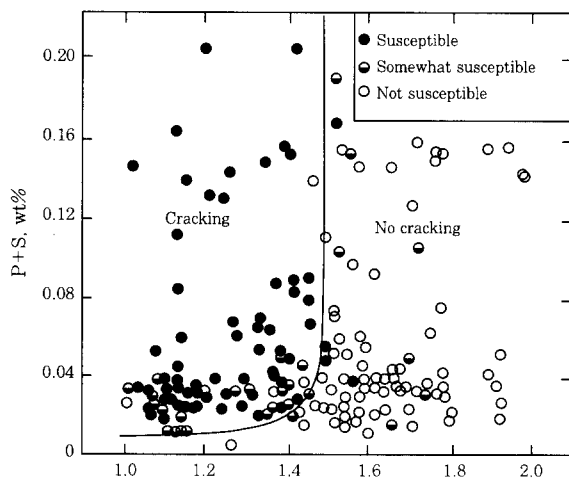 Susceptible
Somewhat susceptible
Not susceptible
P+S, wt%
0.20
0.16
0.12
0.08
0.04
0
Cracking
No cracking
1.0 1.2 1.4 1.6 1.8 2.0